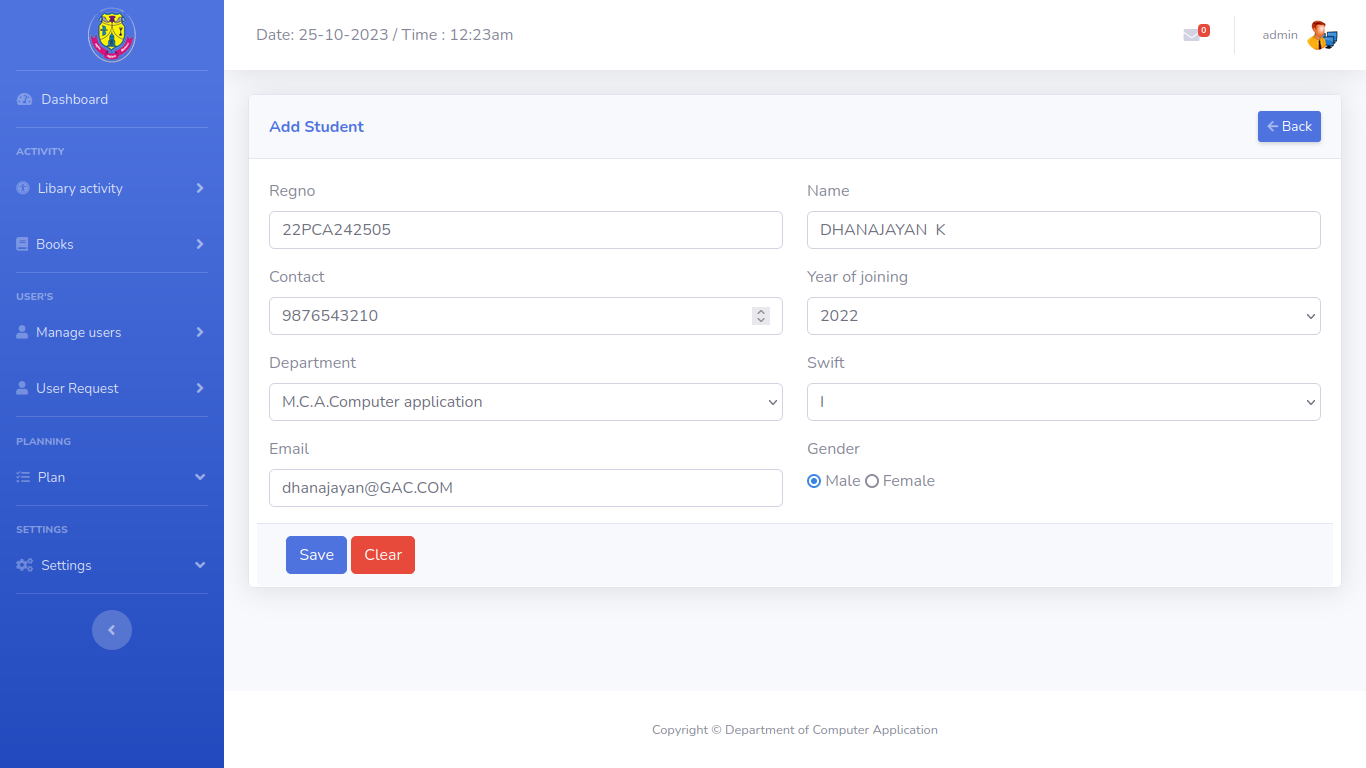 Date: 25-10-2023 / Time : 12:23am
0
admin
Dashboard
ACTIVITY
Libary activity
Books
USER'S
Manage users
User Request
PLANNING
Plan
SETTINGS
Settings
Add Student
Back
Regno
Name
22PCA242505
DHANAJAYAN  K
Contact
Year of joining
9876543210
2022
Department
Swift
M.C.A.Computer application
I
Email
Gender
dhanajayan@GAC.COM
Male Female
Save Clear
Copyright © Department of Computer Application